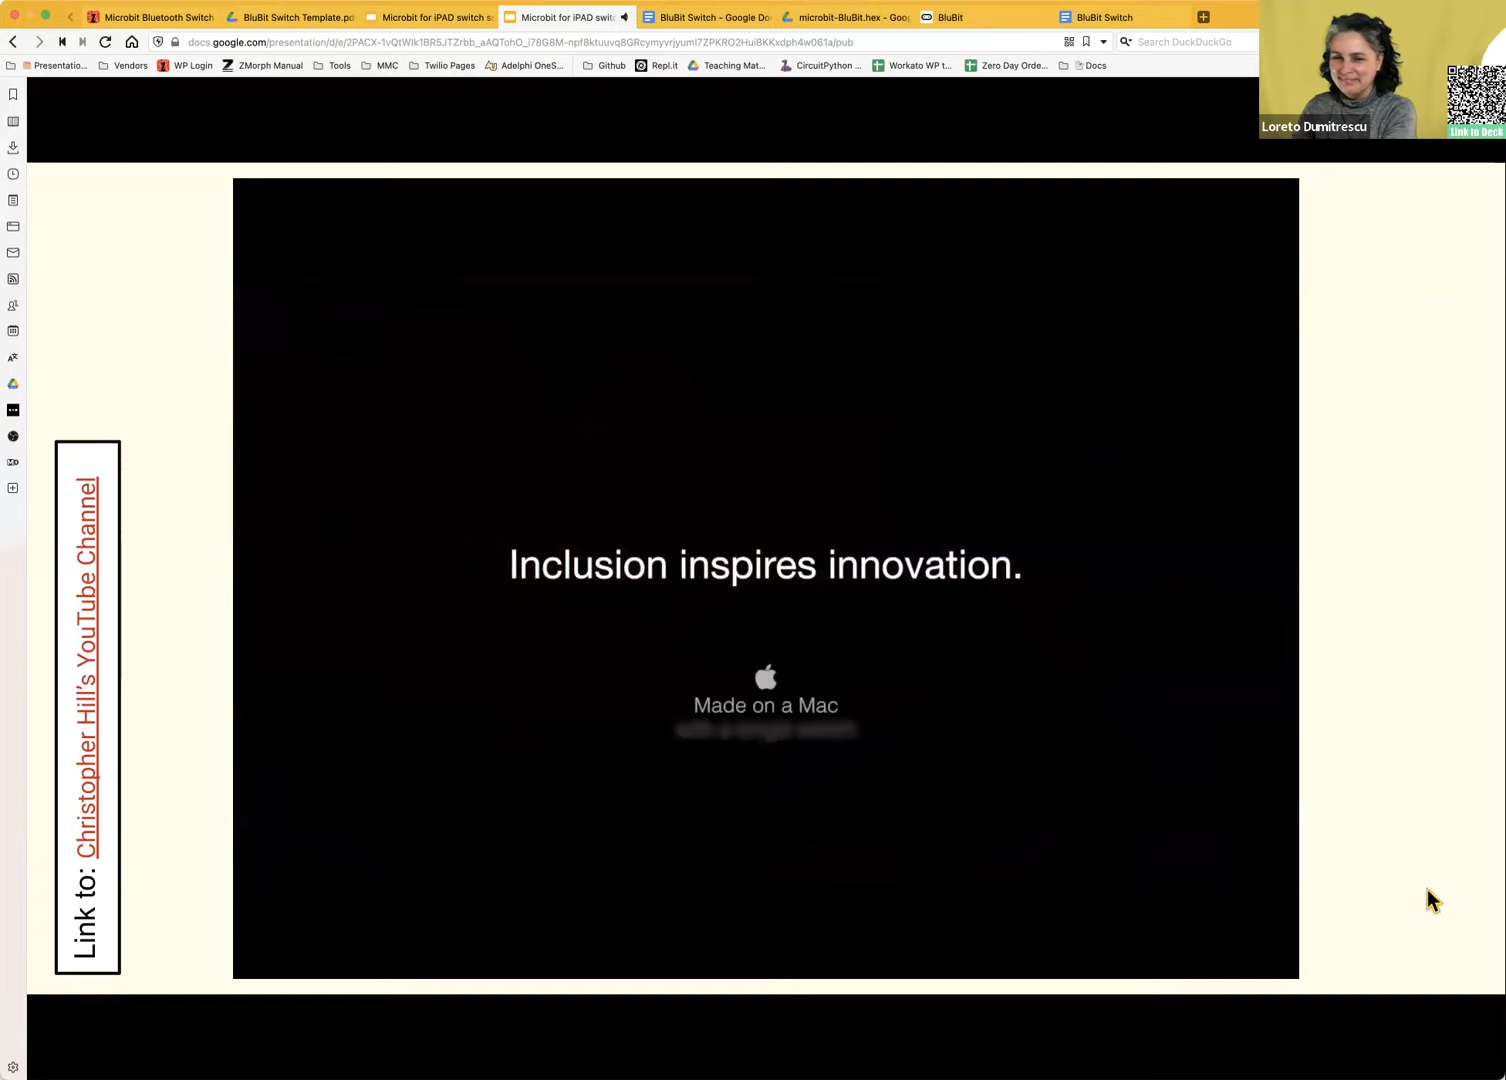 Microbit Bluetooth Switch
BluBit Switch Template.pd
Microbit for iPAD switch s
Microbit for iPAD switc
BluBit Switch - Google Do
microbit-BluBit.hex - Goo
BluBit
BluBit Switch
docs.google.com/presentation/d/e/2PACX-1vQtWIk1BR5JTZrbb_aAQTohO_i78G8M-npf8ktuuvq8GRcymyvrjyuml7ZPKRO2Hui8KKxdph4w061a/pub
Search DuckDuckGo
Presentatio...
Vendors
WP Login
ZMorph Manual
Tools
MMC
Twilio Pages
Adelphi OneS...
Github
Repl.it
Teaching Mat...
CircuitPython ...
Workato WP t...
Zero Day Orde...
Docs
Loreto Dumitrescu
Link to Deck
Link to: Christopher Hill's YouTube Channel
Inclusion inspires innovation.
Made on a Mac